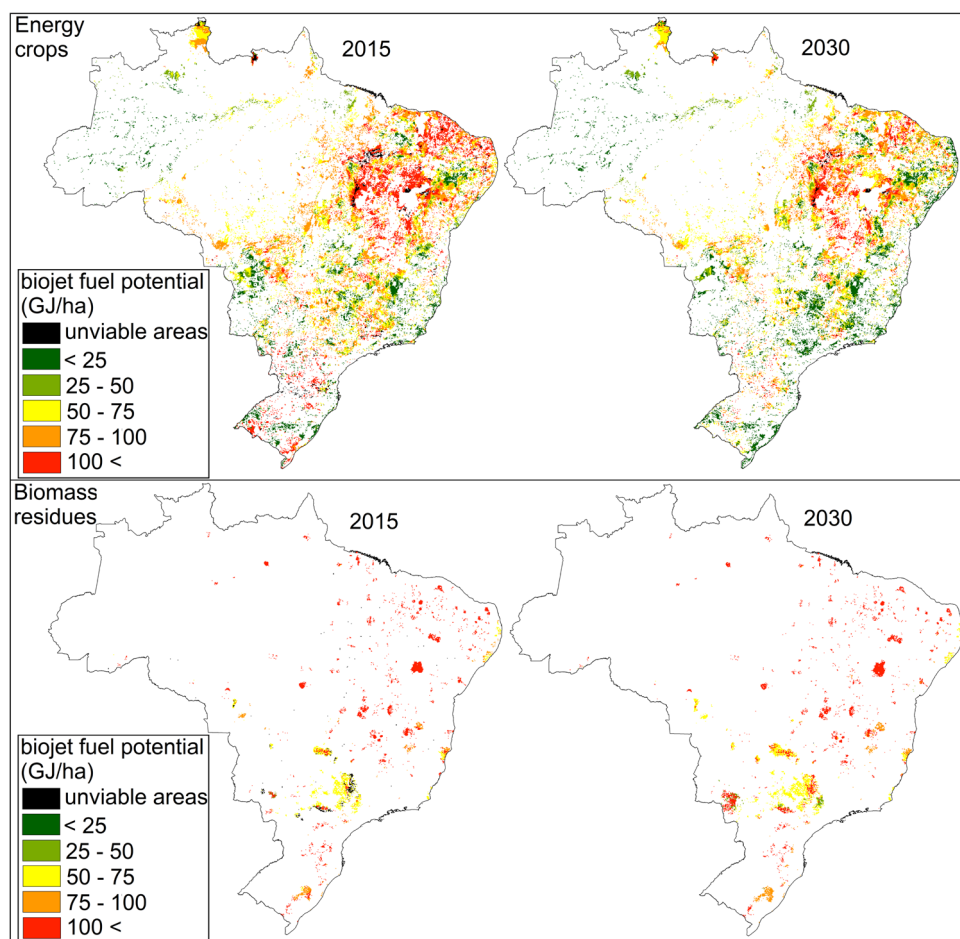 Energy
crops
2015
2030
biojet fuel potential
(GJ/ha)
unviable areas
< 25
25 - 50
50 - 75
75 - 100
100 <
Biomass
residues
2015
2030
biojet fuel potential
(GJ/ha)
unviable areas
< 25
25 - 50
50 - 75
75 - 100
100 <